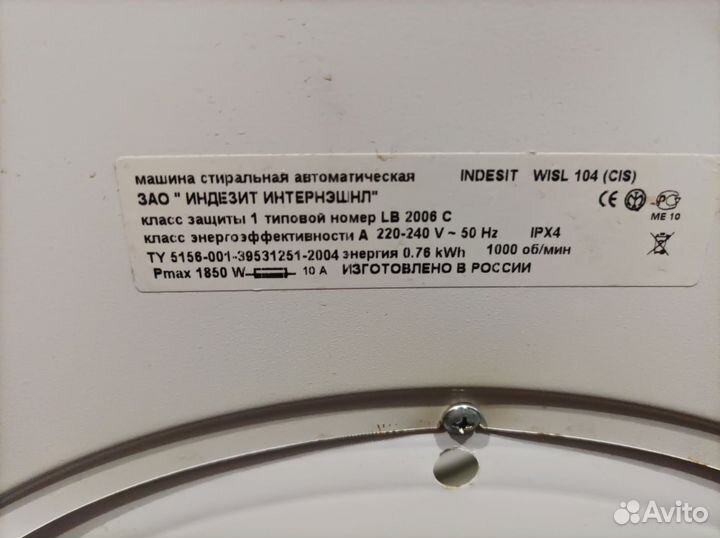 машина стиральная автоматическая INDESIT WISL 104 (CIS)
ЗАО " ИНДЕЗИТ ИНТЕРНЭШНЛ"
класс защиты 1 типовой номер LB 2006 C
ME 10
класс энергоэффективности A 220-240 V ~ 50 Hz IPX4
TY 5156-001-39531251-2004 энергия 0.76 kWh 1000 об/мин
Pmax 1850 W 10 A ИЗГОТОВЛЕНО В РОССИИ
Avito